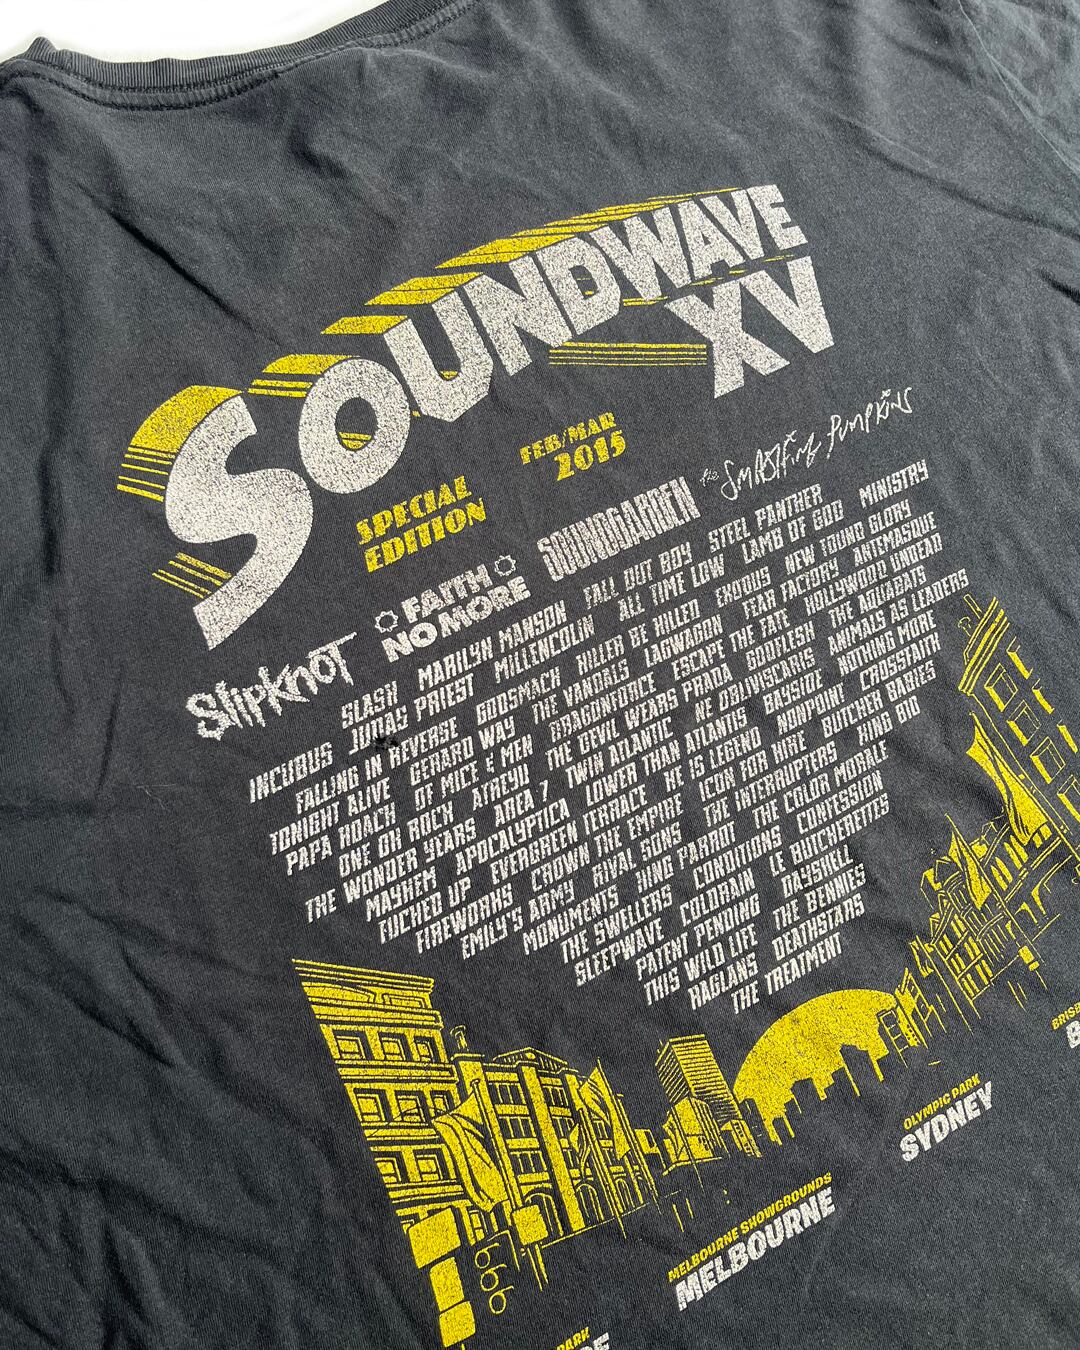 SOUNDWAVE
XV
SPECIAL
EDITION
FEB/MAR
2015
SLIPKNOT FAITH NO MORE SOUNDGARDEN the SMASHING PUMPKINS
SLASH MARILYN MANSON FALL OUT BOY STEEL PANTHER
INCUBUS JUDAS PRIEST MILLENCOLIN ALL TIME LOW LAMB OF GOD MINISTRY
FALLING IN REVERSE GODSMACK KILLER BE KILLED EXODUS NEW FOUND GLORY
TONIGHT ALIVE GERARD WAY THE VANDALS LAGWAGON FEAR FACTORY ANTEMASQUE
PAPA ROACH OF MICE & MEN DRAGONFORCE ESCAPE THE FATE HOLLYWOOD UNDEAD
ONE OK ROCK ATREYU THE DEVIL WEARS PRADA GODFLESH THE AQUABATS
THE WONDER YEARS AREA 7 TWIN ATLANTIC NE OBLIVISCARIS ANIMALS AS LEADERS
MAYHEM APOCALYPTICA LOWER THAN ATLANTIS BAYSIDE NOTHING MORE
FUCKED UP EVERGREEN TERRACE HE IS LEGEND NONPOINT CROSSFAITH
FIREWORKS CROWN THE EMPIRE ICON FOR HIRE BUTCHER BABIES
EMILY'S ARMY RIVAL SONS THE INTERRUPTERS KING 810
MONUMENTS KING PARROT THE COLOR MORALE
THE SWELLERS CONDITIONS CONFESSION
SLEEPWAVE COLDRAIN LE BUTCHERETTES
PATENT PENDING DAYSHELL
THIS WILD LIFE THE BENNIES
RAGLANS DEATHSTARS
THE TREATMENT
OLYMPIC PARK
SYDNEY
MELBOURNE SHOWGROUNDS
MELBOURNE